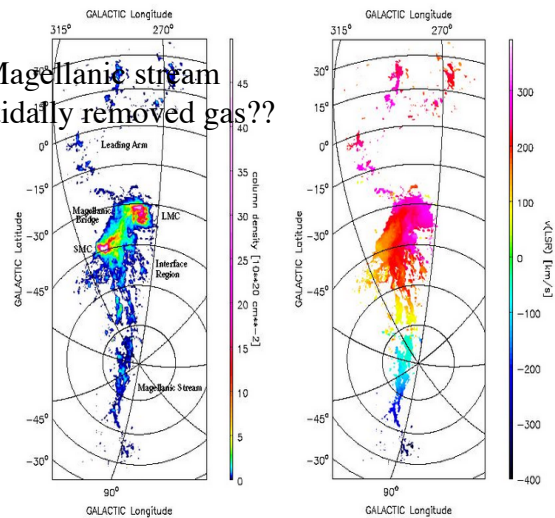 GALACTIC Longitude
315° 270°
Magellanic stream
tidally removed gas??
30°
15°
0°
−15°
−30°
−45°
−45°
−30°
GALACTIC Latitude
Leading Arm
Magellanic
Bridge
LMC
SMC
Interface
Region
Magellanic Stream
90°
GALACTIC Longitude
45
40
35
30
25
20
15
10
5
0
column density [10**20 cm**−2]
GALACTIC Longitude
315° 270°
30°
15°
0°
−15°
−30°
−45°
−45°
−30°
GALACTIC Latitude
90°
GALACTIC Longitude
300
200
100
0
−100
−200
−300
−400
v(LSR) [km/s]